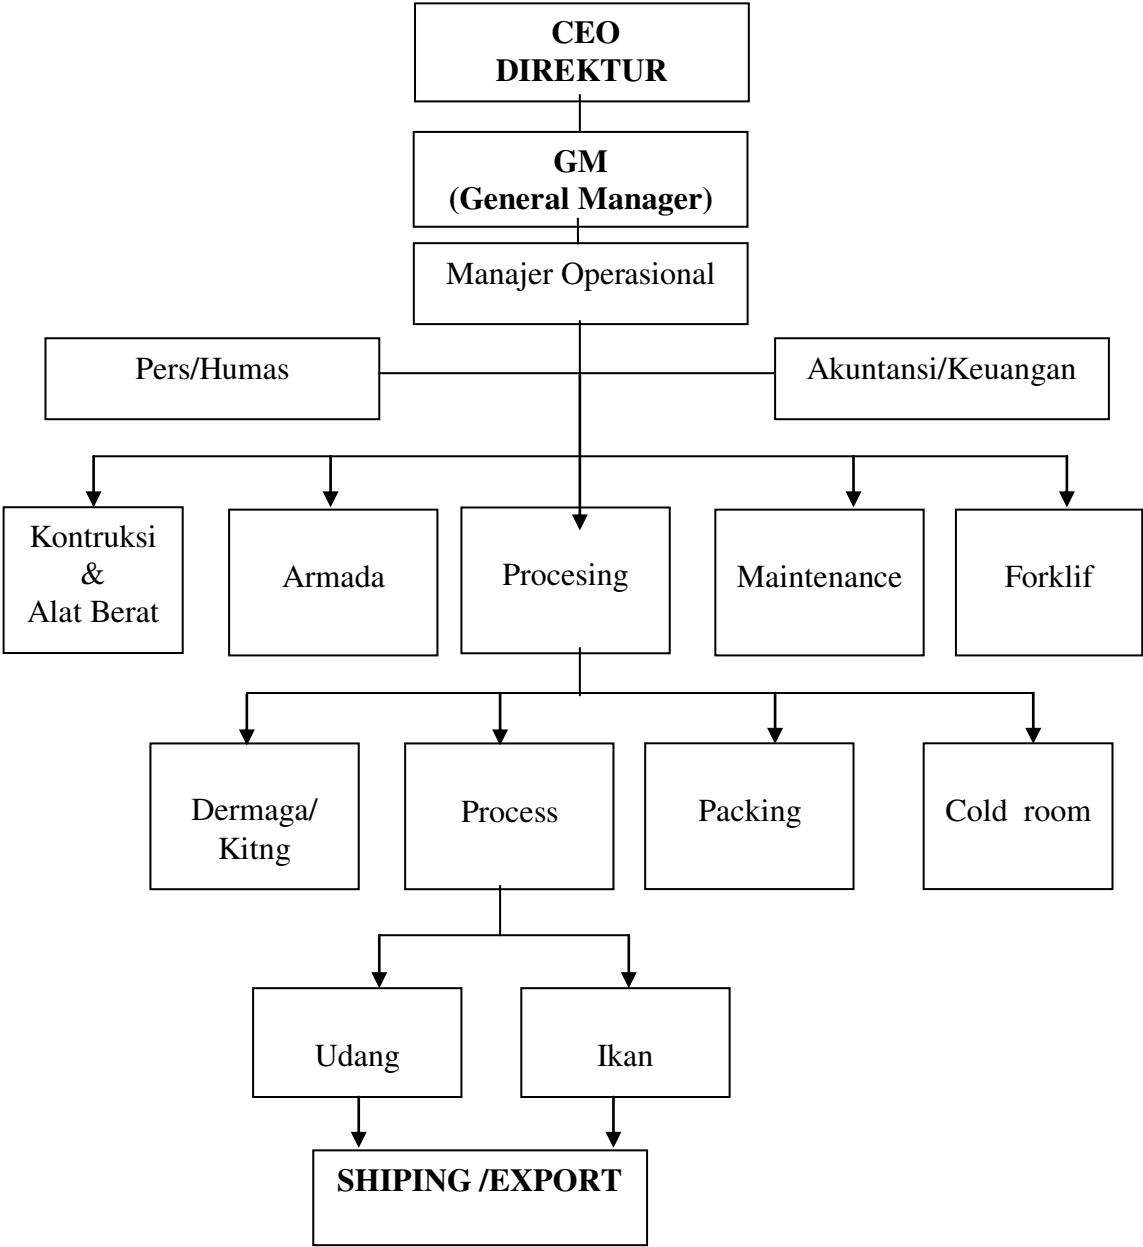 CEO
DIREKTUR
GM
(General Manager)
Manajer Operasional
Pers/Humas
Akuntansi/Keuangan
Kontruksi
&
Alat Berat
Armada
Procesing
Maintenance
Forklif
Dermaga/
Kitng
Process
Packing
Cold room
Udang
Ikan
SHIPING /EXPORT